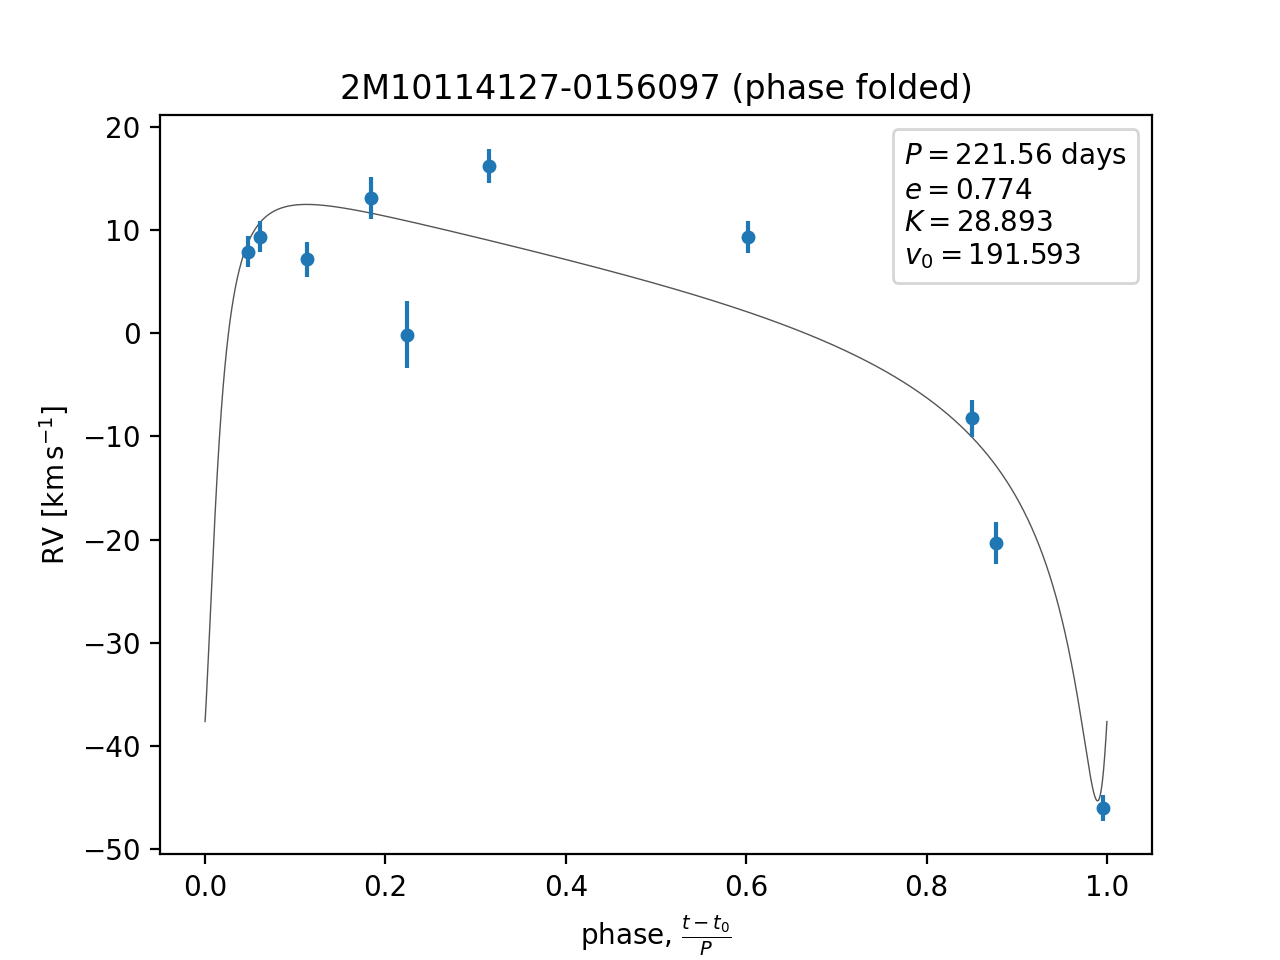 2M10114127-0156097 (phase folded)
P = 221.56 days
e = 0.774
K = 28.893
v₀ = 191.593
20
10
0
−10
−20
−30
−40
−50
RV [km s⁻¹]
0.0 0.2 0.4 0.6 0.8 1.0
phase, (t − t₀)/P